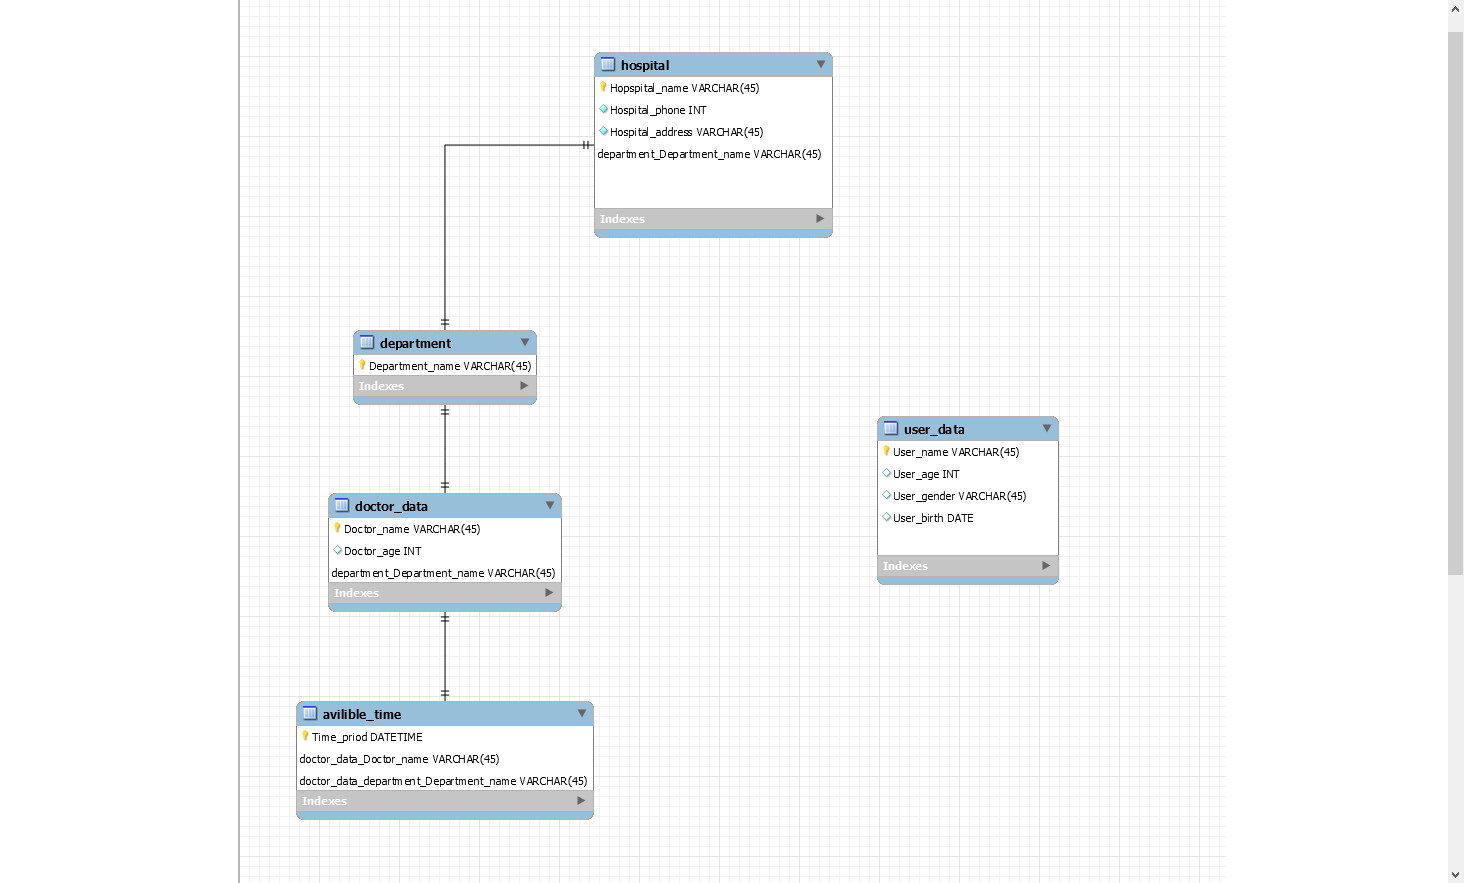 hospital
Hopspital_name VARCHAR(45)
Hospital_phone INT
Hospital_address VARCHAR(45)
department_Department_name VARCHAR(45)
Indexes
department
Department_name VARCHAR(45)
Indexes
user_data
User_name VARCHAR(45)
User_age INT
User_gender VARCHAR(45)
User_birth DATE
Indexes
doctor_data
Doctor_name VARCHAR(45)
Doctor_age INT
department_Department_name VARCHAR(45)
Indexes
avilible_time
Time_priod DATETIME
doctor_data_Doctor_name VARCHAR(45)
doctor_data_department_Department_name VARCHAR(45)
Indexes